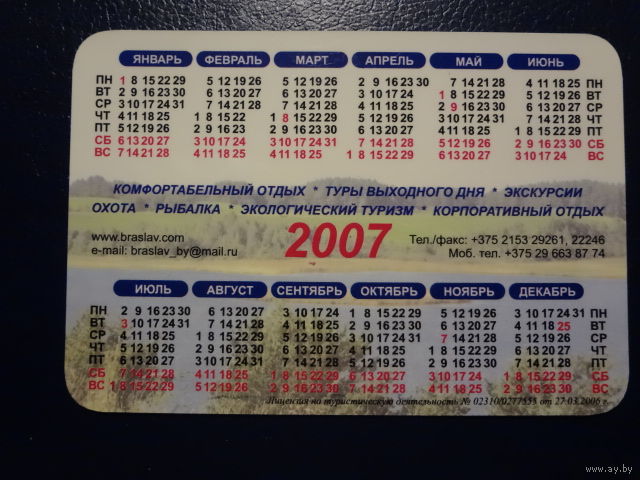 ЯНВАРЬ ФЕВРАЛЬ МАРТ АПРЕЛЬ МАЙ ИЮНЬ
ПН 1 8 15 22 29 5 12 19 26 5 12 19 26 2 9 16 23 30 7 14 21 28 4 11 18 25 ПН
ВТ 2 9 16 23 30 6 13 20 27 6 13 20 27 3 10 17 24 1 8 15 22 29 5 12 19 26 ВТ
СР 3 10 17 24 31 7 14 21 28 7 14 21 28 4 11 18 25 2 9 16 23 30 6 13 20 27 СР
ЧТ 4 11 18 25 1 8 15 22 1 8 15 22 29 5 12 19 26 3 10 17 24 31 7 14 21 28 ЧТ
ПТ 5 12 19 26 2 9 16 23 2 9 16 23 30 6 13 20 27 4 11 18 25 1 8 15 22 29 ПТ
СБ 6 13 20 27 3 10 17 24 3 10 17 24 31 7 14 21 28 5 12 19 26 2 9 16 23 30 СБ
ВС 7 14 21 28 4 11 18 25 4 11 18 25 1 8 15 22 29 6 13 20 27 3 10 17 24 ВС
КОМФОРТАБЕЛЬНЫЙ ОТДЫХ * ТУРЫ ВЫХОДНОГО ДНЯ * ЭКСКУРСИИ
ОХОТА * РЫБАЛКА * ЭКОЛОГИЧЕСКИЙ ТУРИЗМ * КОРПОРАТИВНЫЙ ОТДЫХ
www.braslav.com 2007 Тел./факс: +375 2153 29261, 22246
e-mail: braslav_by@mail.ru Моб. тел. +375 29 663 87 74
ИЮЛЬ АВГУСТ СЕНТЯБРЬ ОКТЯБРЬ НОЯБРЬ ДЕКАБРЬ
ПН 2 9 16 23 30 6 13 20 27 3 10 17 24 1 8 15 22 29 5 12 19 26 3 10 17 24 31 ПН
ВТ 3 10 17 24 31 7 14 21 28 4 11 18 25 2 9 16 23 30 6 13 20 27 4 11 18 25 ВТ
СР 4 11 18 25 1 8 15 22 29 5 12 19 26 3 10 17 24 31 7 14 21 28 5 12 19 26 СР
ЧТ 5 12 19 26 2 9 16 23 30 6 13 20 27 4 11 18 25 1 8 15 22 29 6 13 20 27 ЧТ
ПТ 6 13 20 27 3 10 17 24 31 7 14 21 28 5 12 19 26 2 9 16 23 30 7 14 21 28 ПТ
СБ 7 14 21 28 4 11 18 25 1 8 15 22 29 6 13 20 27 3 10 17 24 1 8 15 22 29 СБ
ВС 1 8 15 22 29 5 12 19 26 2 9 16 23 30 7 14 21 28 4 11 18 25 2 9 16 23 30 ВС
Лицензия на туристическую деятельность № 02310/0277555 от 27.03.2006 г.
www.ay.by